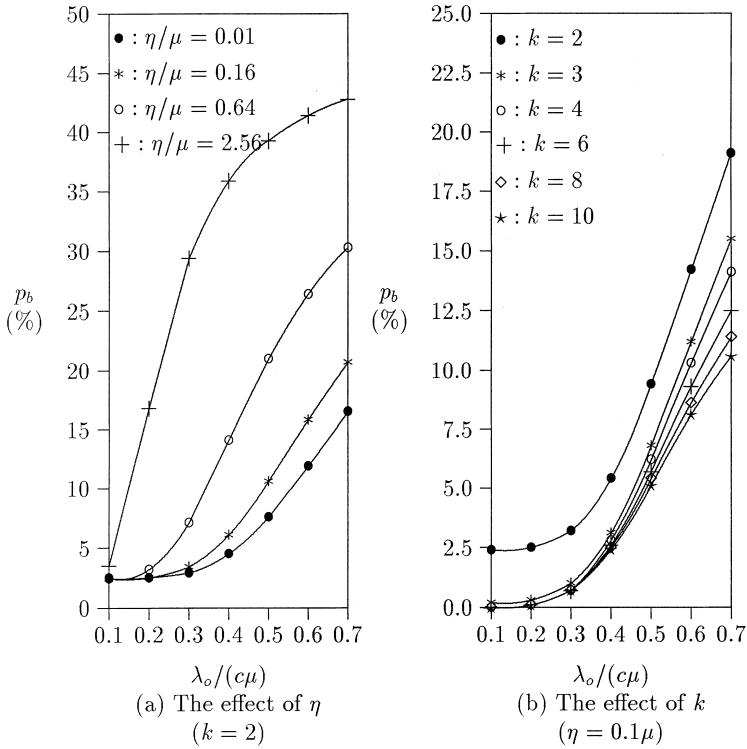 50
45
40
35
30
25
20
15
10
5
0
p_b
(%)
● : η/μ = 0.01
* : η/μ = 0.16
○ : η/μ = 0.64
+ : η/μ = 2.56
0.1 0.2 0.3 0.4 0.5 0.6 0.7
λ_o/(cμ)
(a) The effect of η
(k = 2)
25.0
22.5
20.0
17.5
15.0
12.5
10.0
7.5
5.0
2.5
0.0
p_b
(%)
● : k = 2
* : k = 3
○ : k = 4
+ : k = 6
◇ : k = 8
★ : k = 10
0.1 0.2 0.3 0.4 0.5 0.6 0.7
λ_o/(cμ)
(b) The effect of k
(η = 0.1μ)